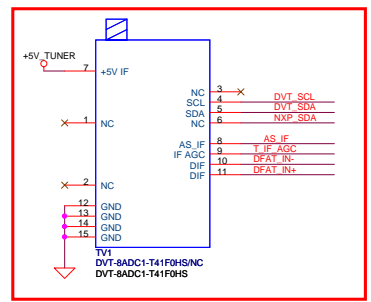 +5V_TUNER
7 +5V IF
NC 3
SCL 4 DVT_SCL
SDA 5 DVT_SDA
1 NC
NC 6 NXP_SDA
AS_IF 8 AS_IF
IF AGC 9 T_IF_AGC
DIF 10 DFAT_IN-
2 NC
DIF 11 DFAT_IN+
12 GND
13 GND
14 GND
15 GND
TV1
DVT-8ADC1-T41F0HS/NC
DVT-8ADC1-T41F0HS